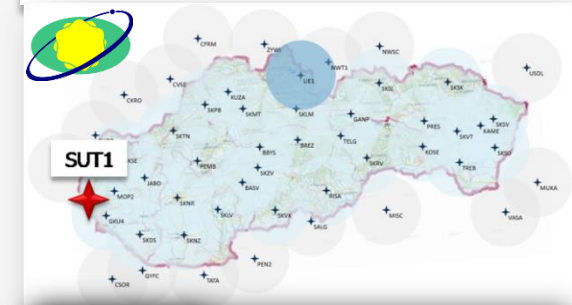 CFRM
ZYWI
NWSC
NWT1
LIE1
USDL
CVSE
KUZA
SKSL
SKSK
CKRO
SKPB
SKMT
SKLM
GANP
PRES
SKSV
KAME
SKVT
SKTN
TELG
BREZ
BBYS
KOSE
SKSO
PEMB
SKZV
SKRV
TREB
SUT1
JABO
BASV
RISA
MUKA
MOP2
SKNR
GKU4
SKLV
SKVK
SALG
MISC
VASA
SKDS
SKNZ
PEN2
GYFC
TATA
CSOR